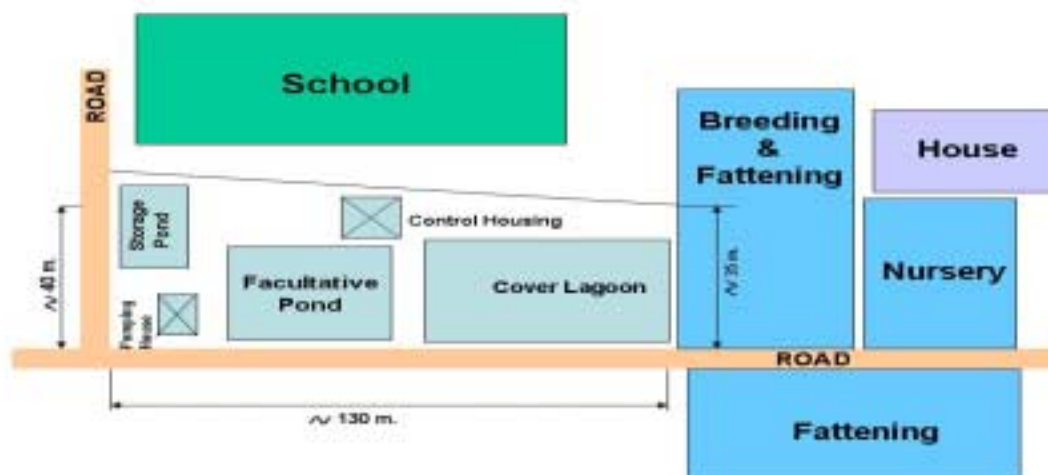 School
ROAD
Breeding
&
Fattening
House
Storage
Pond
Control Housing
~ 40 m.
Facultative
Pond
Cover Lagoon
~ 35 m.
Nursery
Pumping
House
ROAD
~ 130 m.
Fattening